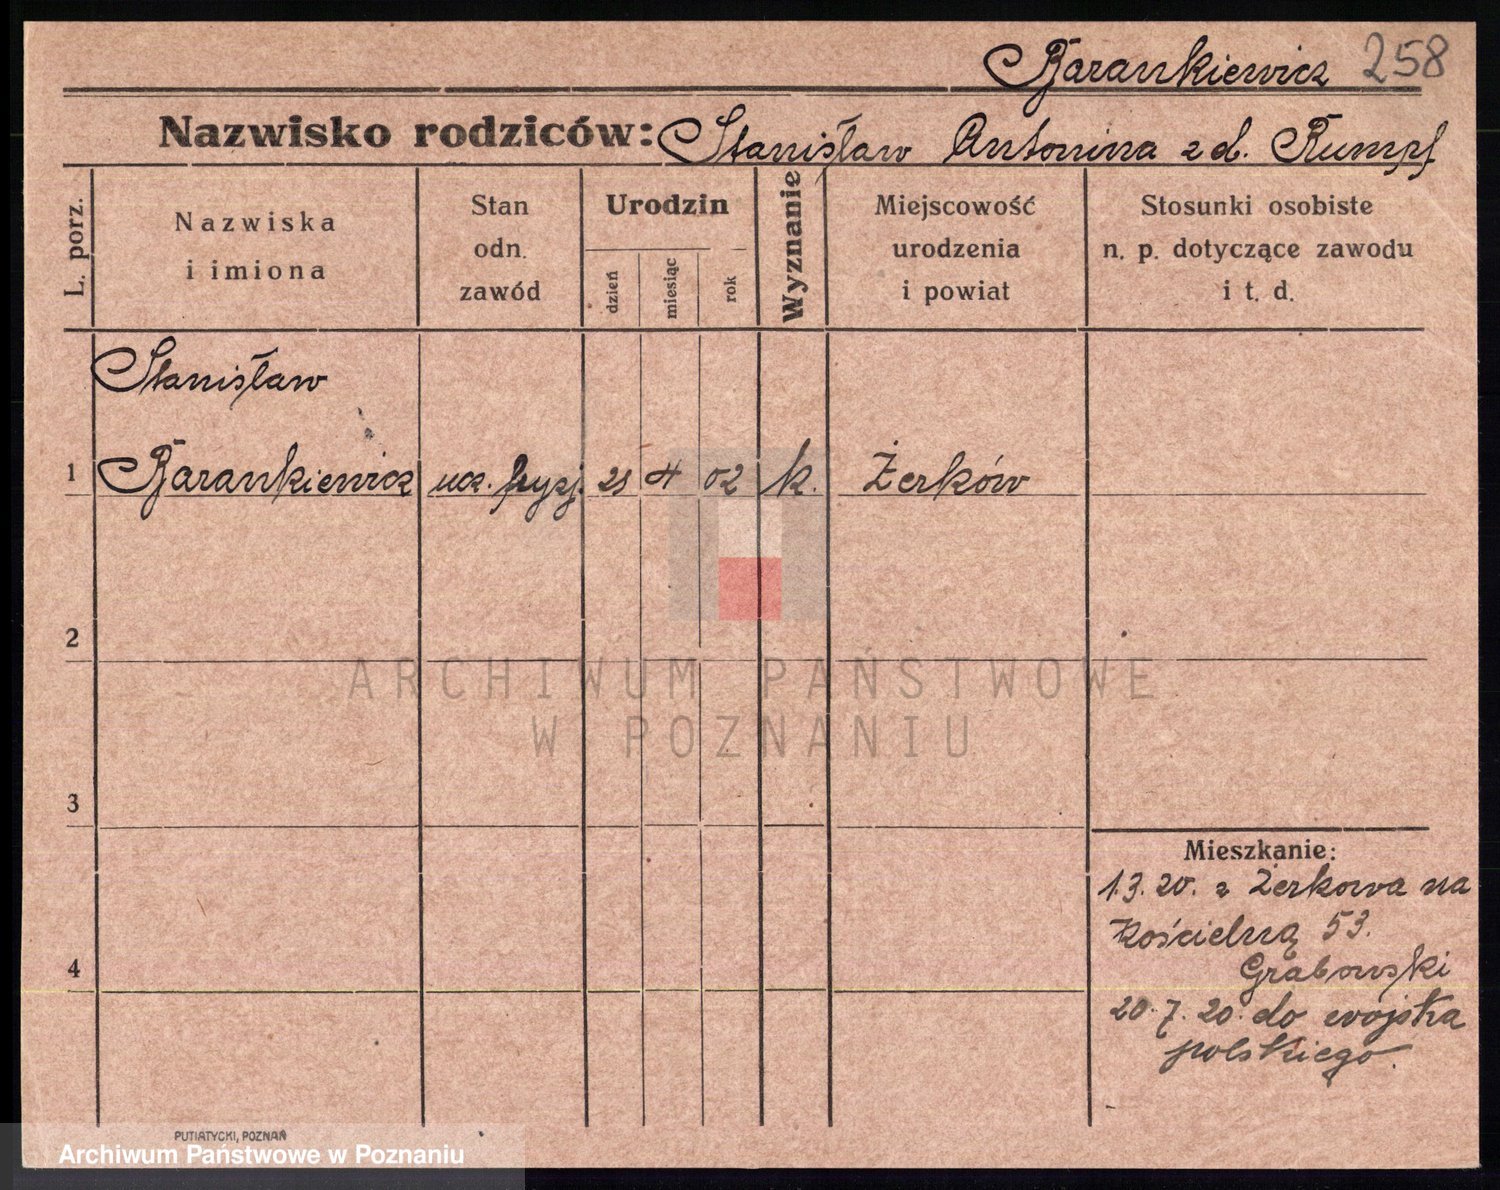 Barankiewicz 258
Nazwisko rodziców: Stanisław Antonina z d. Rumpf
L. porz.
Nazwiska
i imiona
Stan
odn.
zawód
Urodzin
dzień
miesiąc
rok
Wyznanie
Miejscowość
urodzenia
i powiat
Stosunki osobiste
n. p. dotyczące zawodu
i t. d.
Stanisław
1 Barankiewicz ucz. fryzj. 21 4 02 k. Żerków
2
ARCHIWUM PAŃSTWOWE
W POZNANIU
3
Mieszkanie:
1.3.20. z Żerkowa na
Kościelną 53.
Grabowski
4
20.7.20. do wojska
polskiego.
PUTIATYCKI, POZNAŃ
Archiwum Państwowe w Poznaniu